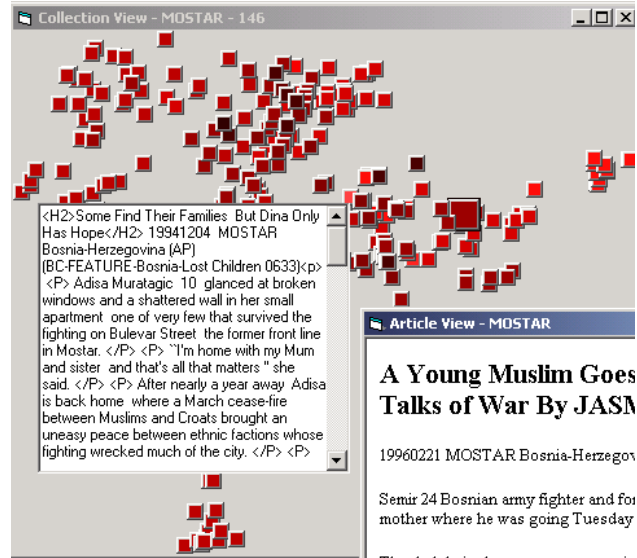 Collection View - MOSTAR - 146
<H2>Some Find Their Families  But Dina Only
Has Hope</H2> 19941204  MOSTAR
Bosnia-Herzegovina (AP)
(BC-FEATURE-Bosnia-Lost Children 0633)<p>
<P> Adisa Muratagic  10  glanced at broken
windows and a shattered wall in her small
apartment  one of very few that survived the
fighting on Bulevar Street  the former front line
in Mostar. </P> <P> ``I'm home with my Mum
and sister  and that's all that matters '' she
said. </P> <P> After nearly a year away  Adisa
is back home  where a March cease-fire
between Muslims and Croats brought an
uneasy peace between ethnic factions whose
fighting wrecked much of the city. </P> <P>
Article View - MOSTAR
A Young Muslim Goes
Talks of War By JASM
19960221 MOSTAR Bosnia-Herzegov
Semir 24 Bosnian army fighter and for
mother where he was going Tuesday